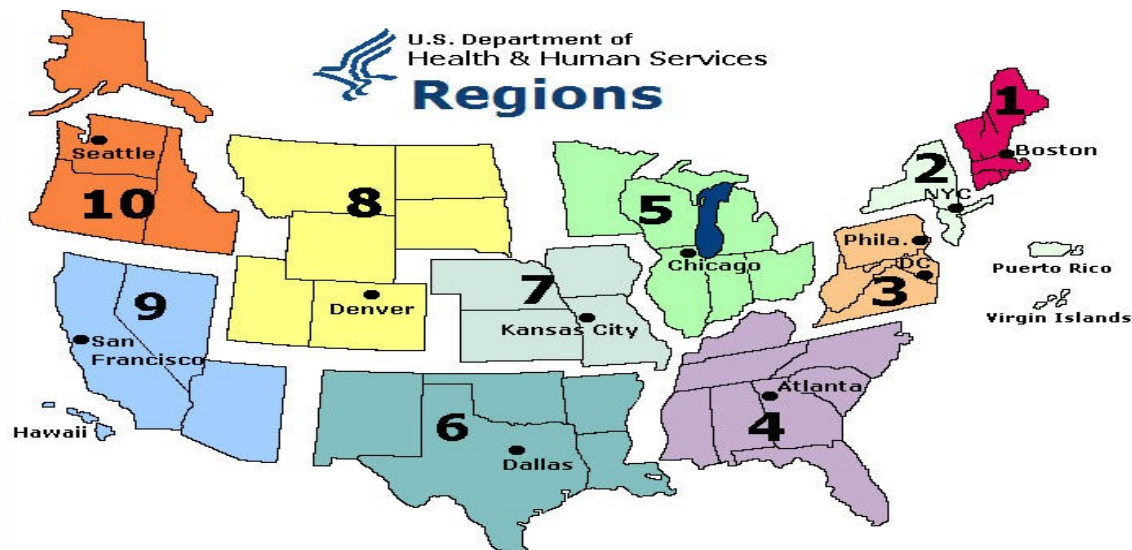 U.S. Department of
Health & Human Services
Regions
1
Boston
2
NYC
Seattle
10
8
5
Chicago
Phila.
DC
3
Puerto Rico
Virgin Islands
7
Kansas City
Denver
9
San
Francisco
Hawaii
6
Dallas
Atlanta
4